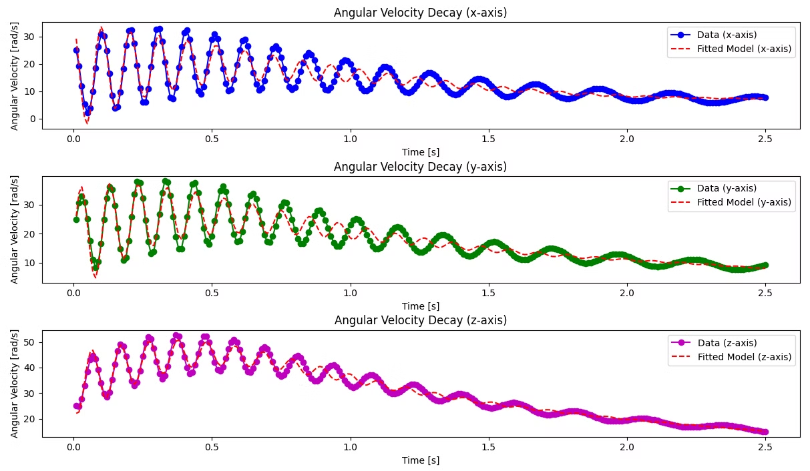 Angular Velocity Decay (x-axis)
Angular Velocity [rad/s]
30
20
10
0
Data (x-axis)
Fitted Model (x-axis)
0.0 0.5 1.0 1.5 2.0 2.5
Time [s]
Angular Velocity Decay (y-axis)
Angular Velocity [rad/s]
30
20
10
Data (y-axis)
Fitted Model (y-axis)
0.0 0.5 1.0 1.5 2.0 2.5
Time [s]
Angular Velocity Decay (z-axis)
Angular Velocity [rad/s]
50
40
30
20
Data (z-axis)
Fitted Model (z-axis)
0.0 0.5 1.0 1.5 2.0 2.5
Time [s]